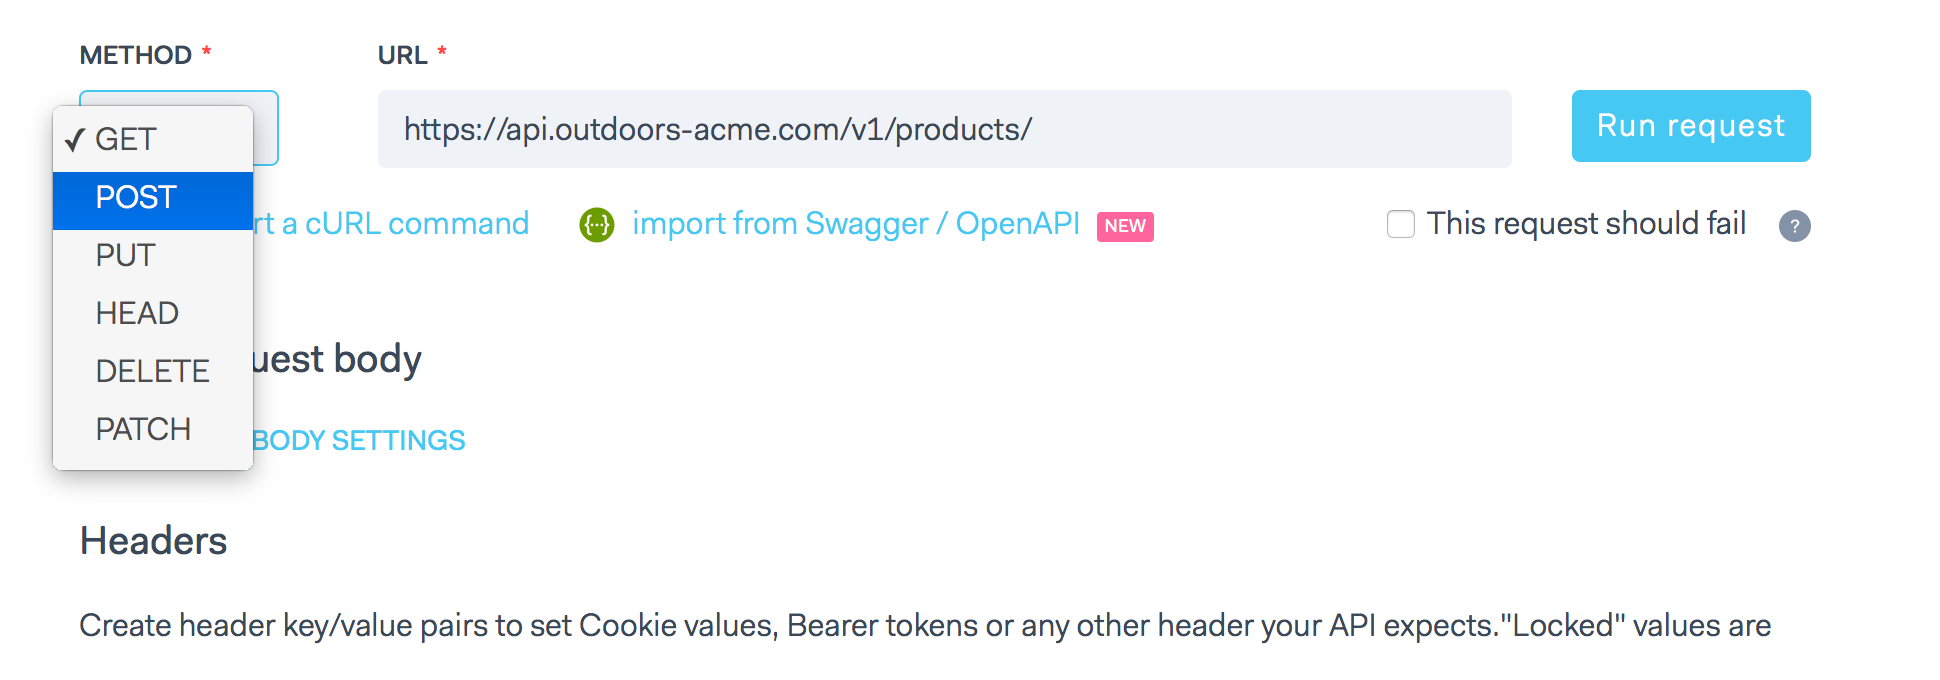 METHOD *
URL *
✓ GET
https://api.outdoors-acme.com/v1/products/
Run request
POST
rt a cURL command
{...} import from Swagger / OpenAPI NEW
This request should fail ?
PUT
HEAD
uest body
DELETE
PATCH
BODY SETTINGS
Headers
Create header key/value pairs to set Cookie values, Bearer tokens or any other header your API expects."Locked" values are